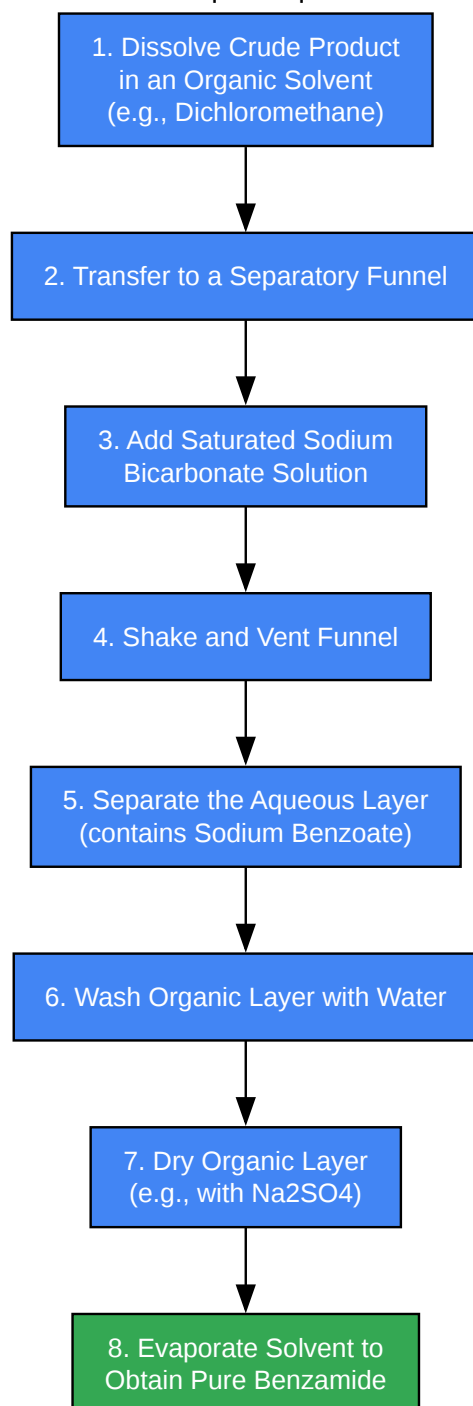 1. Dissolve Crude Product
in an Organic Solvent
(e.g., Dichloromethane)
2. Transfer to a Separatory Funnel
3. Add Saturated Sodium
Bicarbonate Solution
4. Shake and Vent Funnel
5. Separate the Aqueous Layer
(contains Sodium Benzoate)
6. Wash Organic Layer with Water
7. Dry Organic Layer
(e.g., with Na2SO4)
8. Evaporate Solvent to
Obtain Pure Benzamide